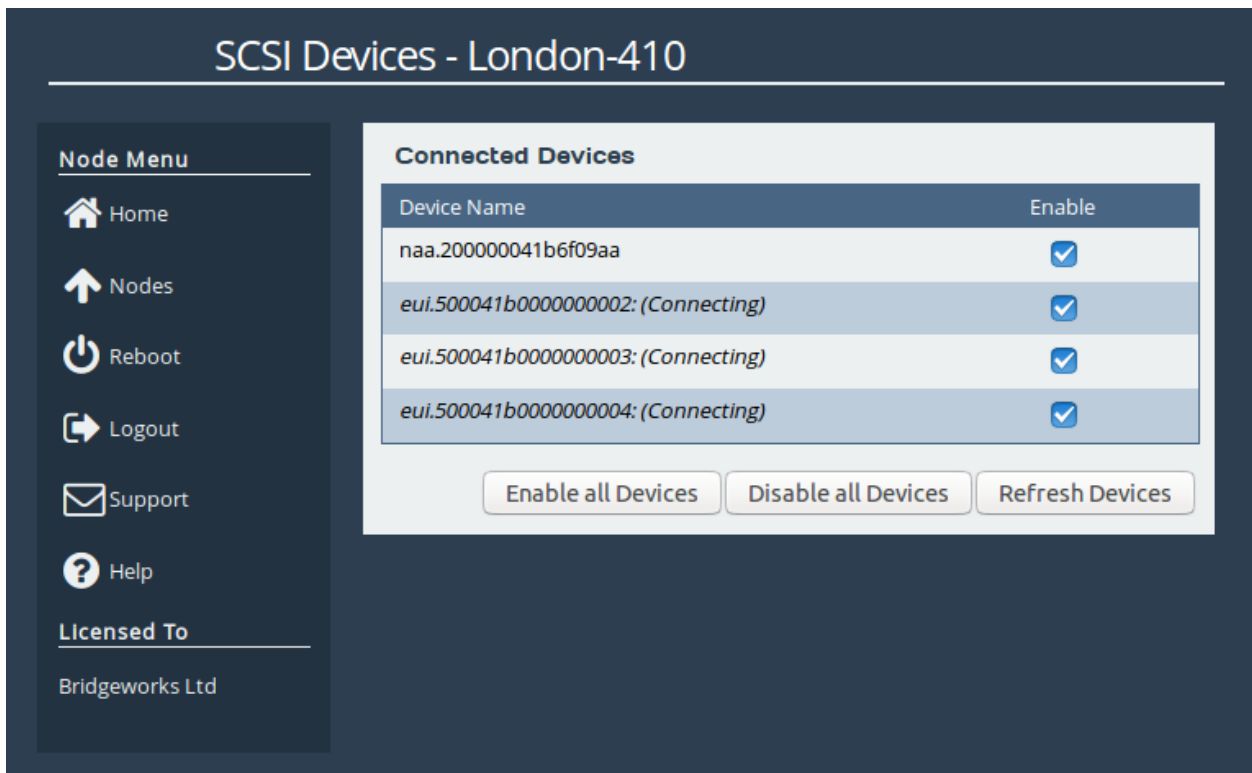 SCSI Devices - London-410
Node Menu
Home
Nodes
Reboot
Logout
Support
Help
Licensed To
Bridgeworks Ltd
Connected Devices
Device Name Enable
naa.200000041b6f09aa
eui.500041b0000000002: (Connecting)
eui.500041b0000000003: (Connecting)
eui.500041b0000000004: (Connecting)
Enable all Devices Disable all Devices Refresh Devices